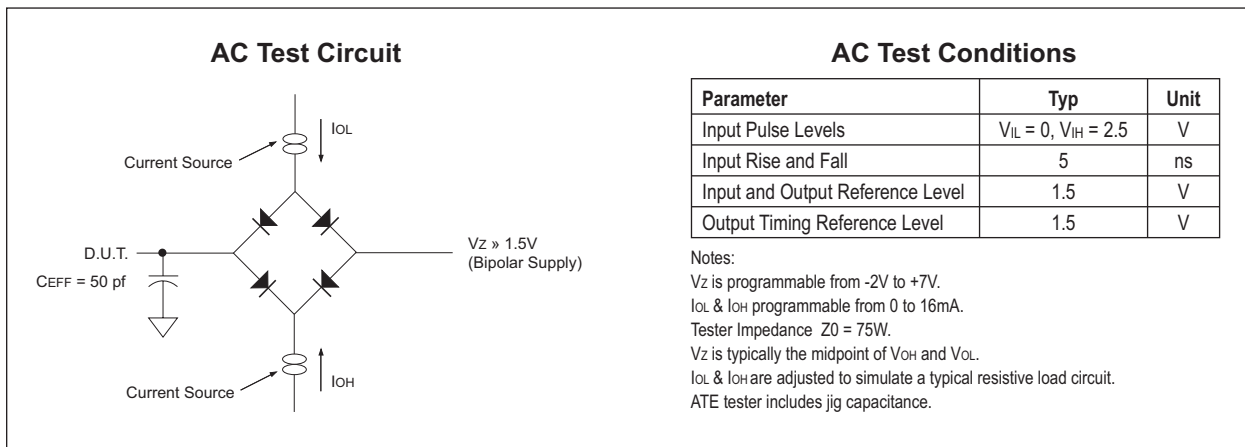 AC Test Circuit
IOL
Current Source
D.U.T.
CEFF = 50 pf
VZ » 1.5V
(Bipolar Supply)
IOH
Current Source
AC Test Conditions
Parameter Typ Unit
Input Pulse Levels VIL = 0, VIH = 2.5 V
Input Rise and Fall 5 ns
Input and Output Reference Level 1.5 V
Output Timing Reference Level 1.5 V
Notes:
VZ is programmable from -2V to +7V.
IOL & IOH programmable from 0 to 16mA.
Tester Impedance Z0 = 75W.
VZ is typically the midpoint of VOH and VOL.
IOL & IOH are adjusted to simulate a typical resistive load circuit.
ATE tester includes jig capacitance.